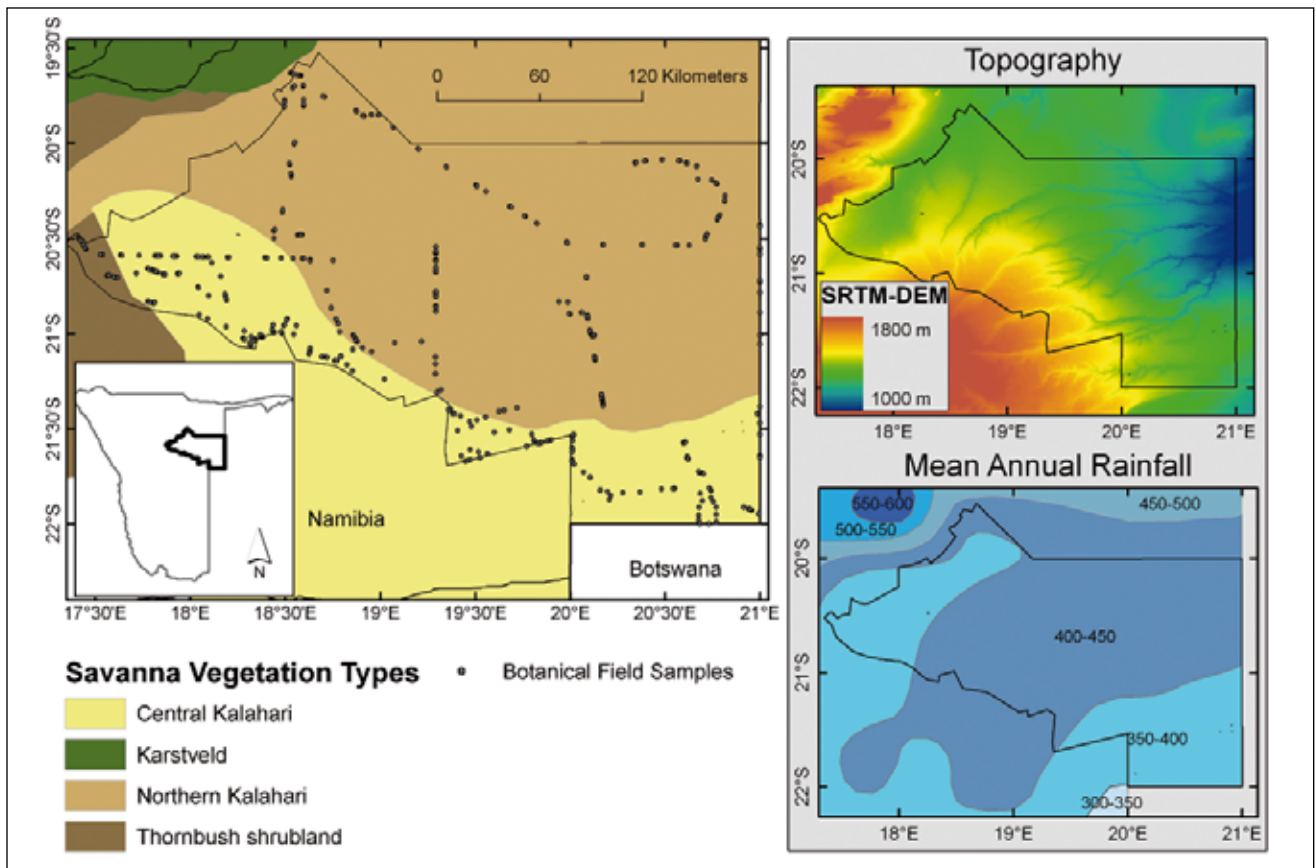 0 60 120 Kilometers
19°30'S
20°S
20°30'S
21°S
21°30'S
22°S
Namibia
N
Botswana
17°30'E 18°E 18°30'E 19°E 19°30'E 20°E 20°30'E 21°E
Savanna Vegetation Types
Botanical Field Samples
Central Kalahari
Karstveld
Northern Kalahari
Thornbush shrubland
Topography
20°S
21°S
22°S
SRTM-DEM
1800 m
1000 m
18°E 19°E 20°E 21°E
Mean Annual Rainfall
550-600
450-500
500-550
20°S
400-450
21°S
350-400
22°S
300-350
18°E 19°E 20°E 21°E